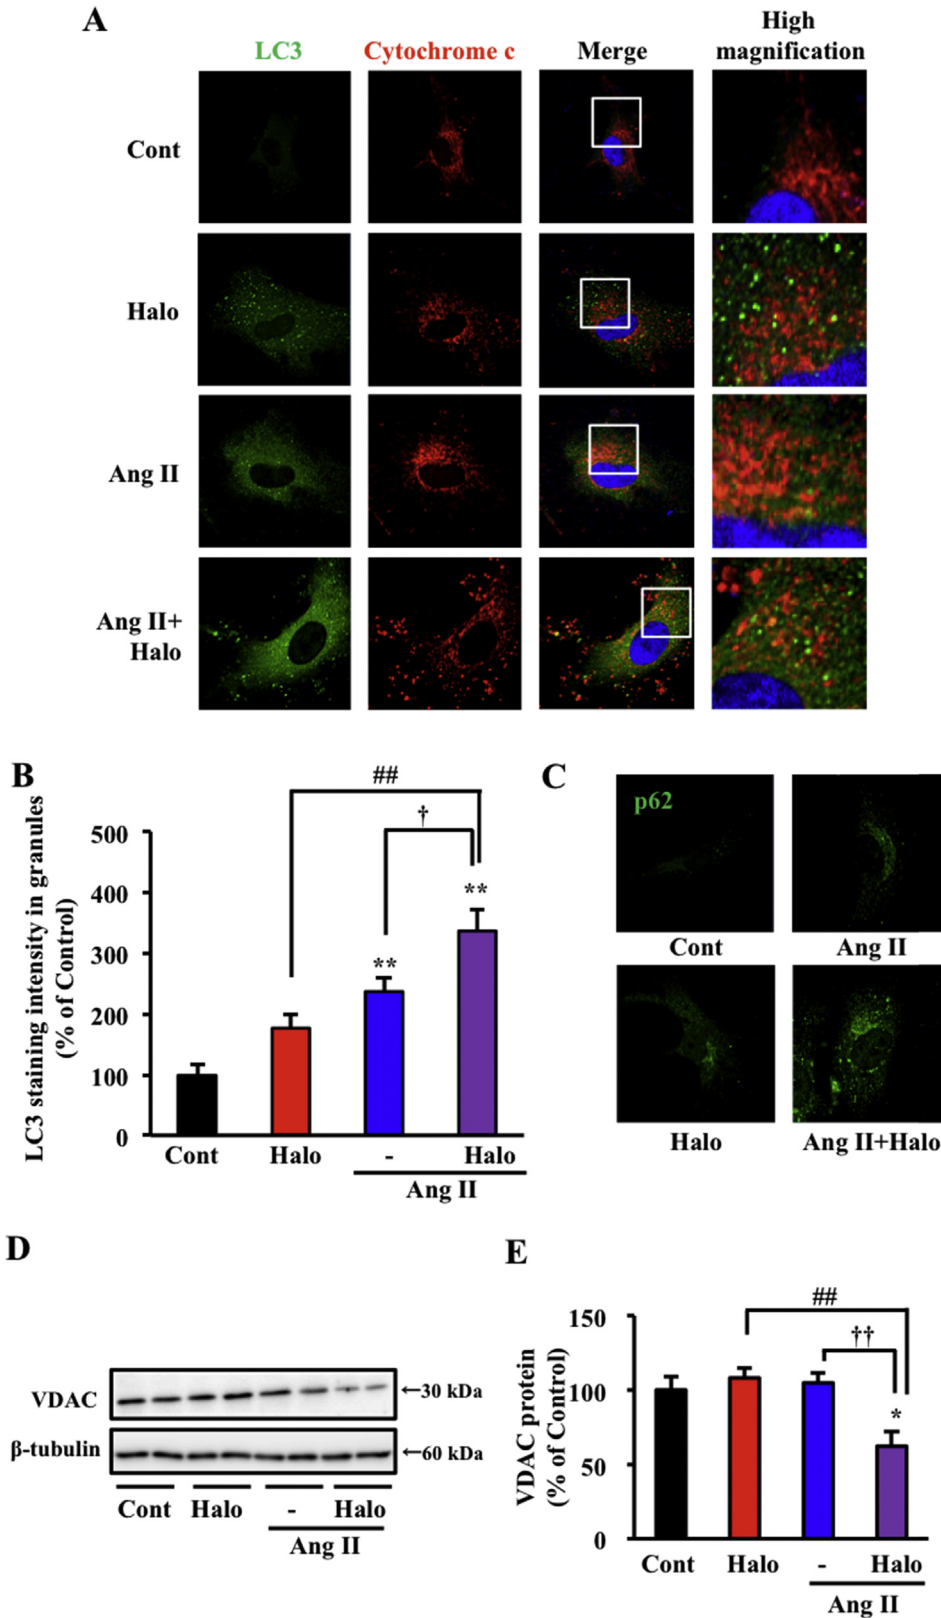 A
LC3
Cytochrome c
Merge
High
magnification
Cont
Halo
Ang II
Ang II+
Halo
B
LC3 staining intensity in granules
(% of Control)
500
400
300
200
100
0
##
†
**
**
Cont
Halo
-
Halo
Ang II
C
p62
Cont
Ang II
Halo
Ang II+Halo
D
VDAC
←30 kDa
β-tubulin
←60 kDa
Cont
Halo
-
Halo
Ang II
E
VDAC protein
(% of Control)
150
100
50
0
##
††
*
Cont
Halo
-
Halo
Ang II